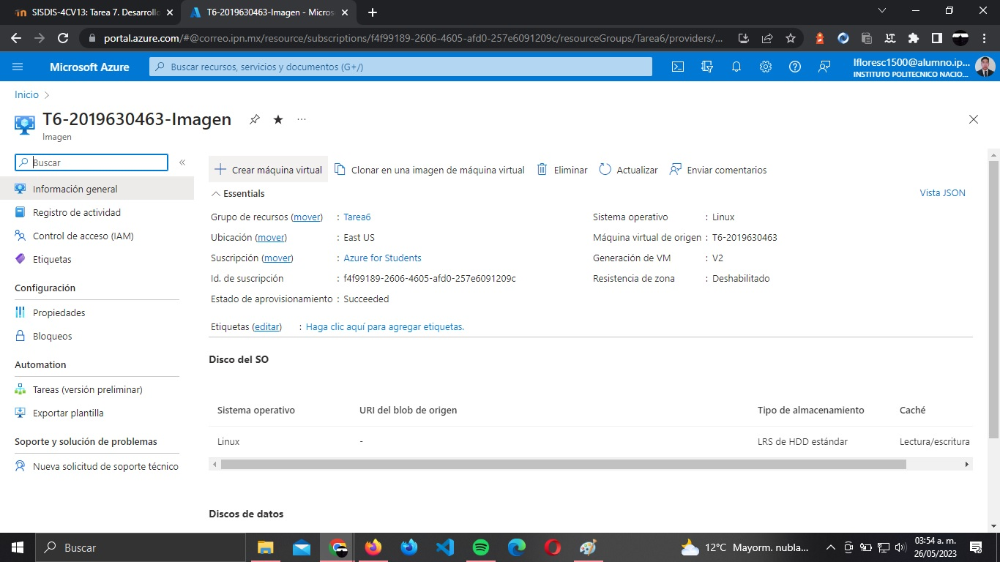 SISDIS-4CV13: Tarea 7. Desarrollo
T6-2019630463-Imagen - Micros
portal.azure.com/#@correo.ipn.mx/resource/subscriptions/f4f99189-2606-4605-afd0-257e6091209c/resourceGroups/Tarea6/providers/...
Microsoft Azure
Buscar recursos, servicios y documentos (G+/)
lfloresc1500@alumno.ip...
INSTITUTO POLITECNICO NACIO...
Inicio
T6-2019630463-Imagen
Imagen
Buscar
Crear máquina virtual
Clonar en una imagen de máquina virtual
Eliminar
Actualizar
Enviar comentarios
Información general
Registro de actividad
Control de acceso (IAM)
Etiquetas
Configuración
Propiedades
Bloqueos
Automation
Tareas (versión preliminar)
Exportar plantilla
Soporte y solución de problemas
Nueva solicitud de soporte técnico
Essentials
Vista JSON
Grupo de recursos (mover) : Tarea6
Ubicación (mover) : East US
Suscripción (mover) : Azure for Students
Id. de suscripción : f4f99189-2606-4605-afd0-257e6091209c
Estado de aprovisionamiento : Succeeded
Sistema operativo : Linux
Máquina virtual de origen : T6-2019630463
Generación de VM : V2
Resistencia de zona : Deshabilitado
Etiquetas (editar) : Haga clic aquí para agregar etiquetas.
Disco del SO
Sistema operativo URI del blob de origen Tipo de almacenamiento Caché
Linux - LRS de HDD estándar Lectura/escritura
Discos de datos
Buscar
12°C Mayorm. nubla...
03:54 a. m.
26/05/2023